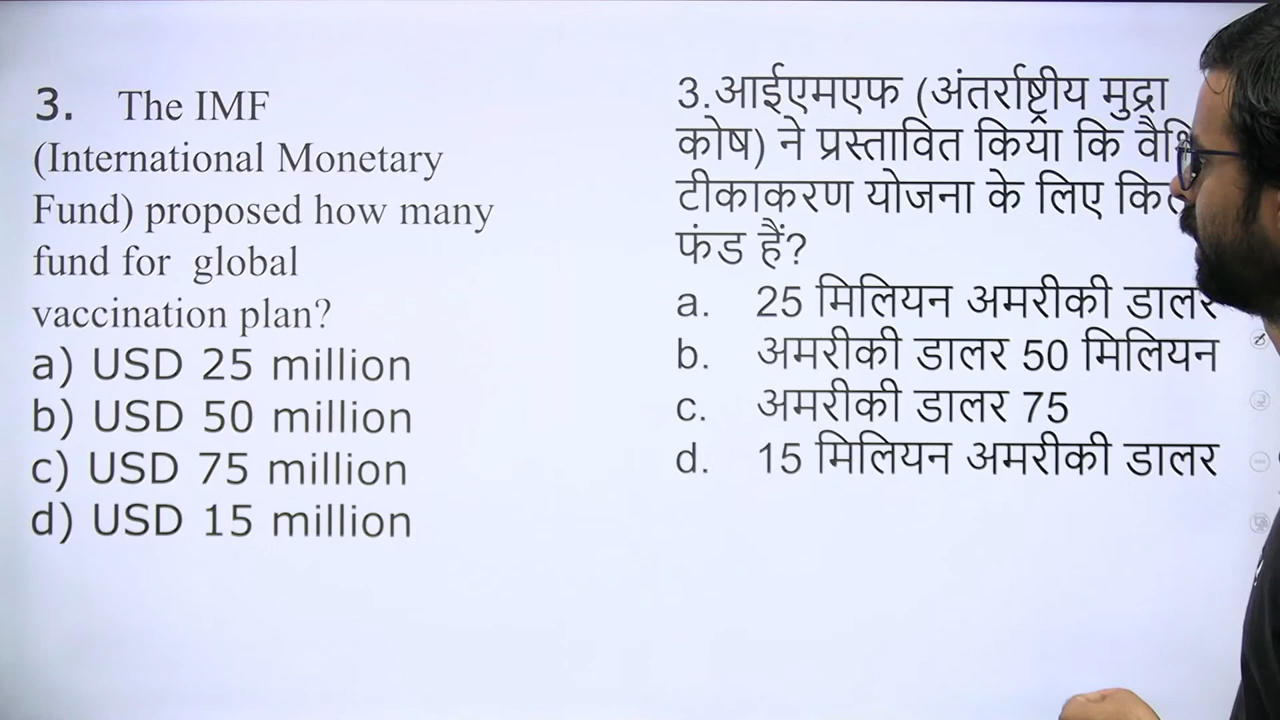 3. The IMF
(International Monetary
Fund) proposed how many
fund for global
vaccination plan?
a) USD 25 million
b) USD 50 million
c) USD 75 million
d) USD 15 million
3.आईएमएफ (अंतर्राष्ट्रीय मुद्रा
कोष) ने प्रस्तावित किया कि
टीकाकरण योजना के लिए
फंड हैं?
a. 25 मिलियन अमरीकी डालर
b. अमरीकी डालर 50 मिलियन
c. अमरीकी डालर 75
d. 15 मिलियन अमरीकी डालर